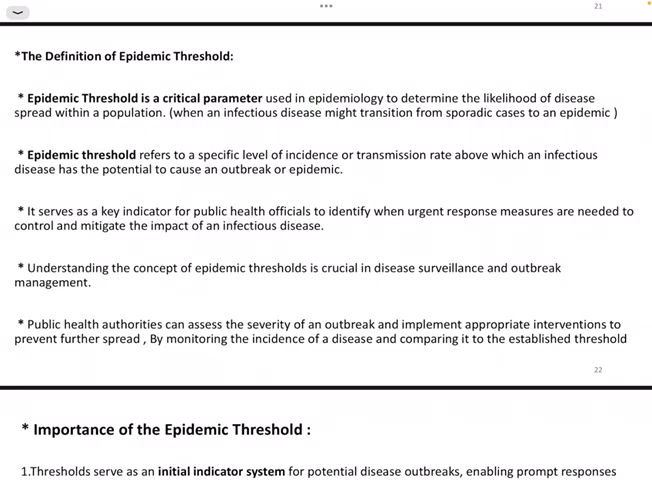 21
*The Definition of Epidemic Threshold:
* Epidemic Threshold is a critical parameter used in epidemiology to determine the likelihood of disease
spread within a population. (when an infectious disease might transition from sporadic cases to an epidemic )
* Epidemic threshold refers to a specific level of incidence or transmission rate above which an infectious
disease has the potential to cause an outbreak or epidemic.
* It serves as a key indicator for public health officials to identify when urgent response measures are needed to
control and mitigate the impact of an infectious disease.
* Understanding the concept of epidemic thresholds is crucial in disease surveillance and outbreak
management.
* Public health authorities can assess the severity of an outbreak and implement appropriate interventions to
prevent further spread , By monitoring the incidence of a disease and comparing it to the established threshold
22
* Importance of the Epidemic Threshold :
1.Thresholds serve as an initial indicator system for potential disease outbreaks, enabling prompt responses